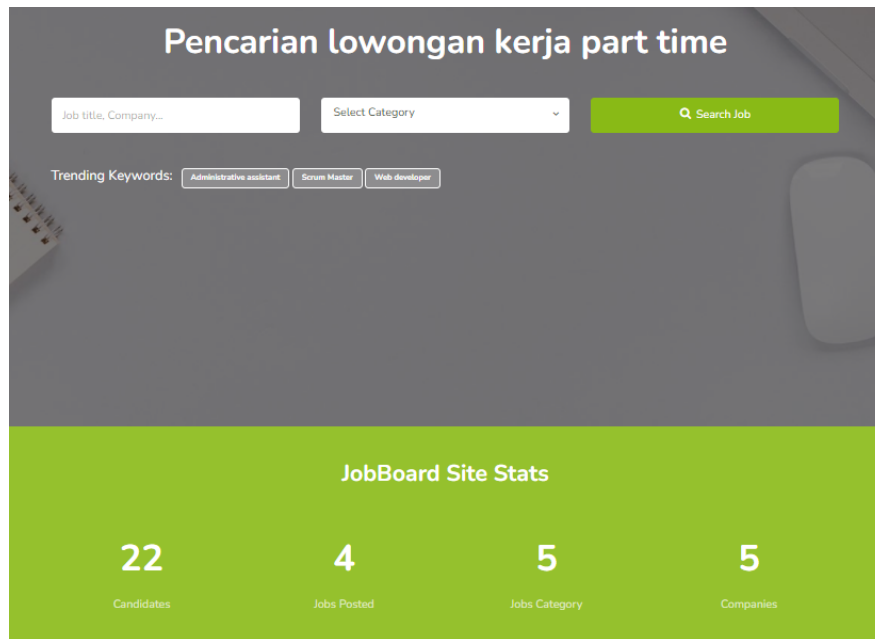 Pencarian lowongan kerja part time
Job title, Company...
Select Category
Search Job
Trending Keywords: Administrative assistant Scrum Master Web developer
JobBoard Site Stats
22 4 5 5
Candidates Jobs Posted Jobs Category Companies